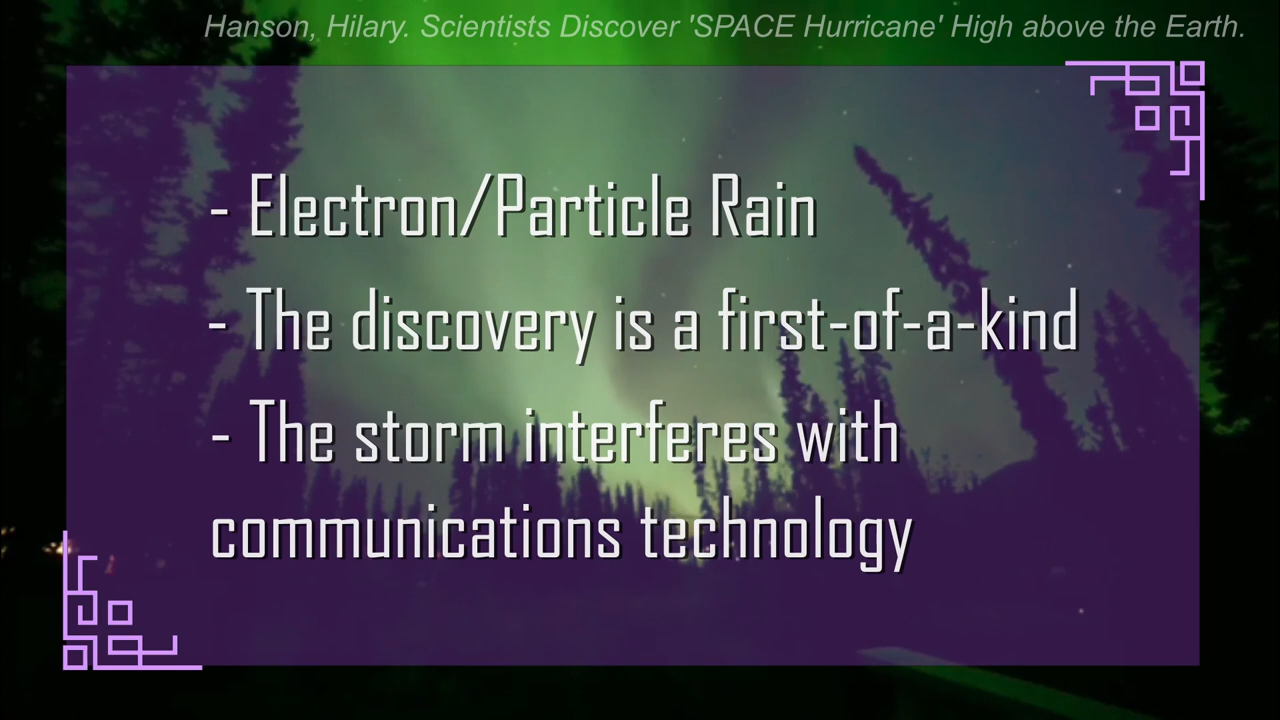 Hanson, Hilary. Scientists Discover 'SPACE Hurricane' High above the Earth.
- Electron/Particle Rain
- The discovery is a first-of-a-kind
- The storm interferes with
communications technology